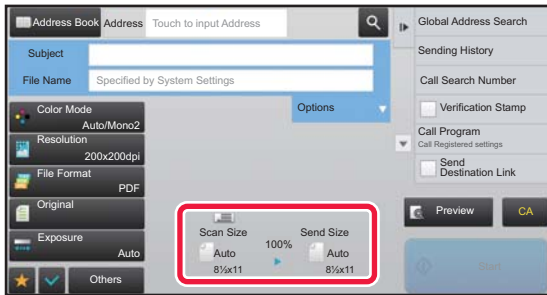 Address Book
Address
Touch to input Address
Subject
File Name
Specified by System Settings
Options
Color Mode
Auto/Mono2
Resolution
200x200dpi
File Format
PDF
Original
Exposure
Auto
Others
Scan Size
Auto
8½x11
100%
Send Size
Auto
8½x11
Global Address Search
Sending History
Call Search Number
Verification Stamp
Call Program
Call Registered settings
Send
Destination Link
Preview
CA
Start